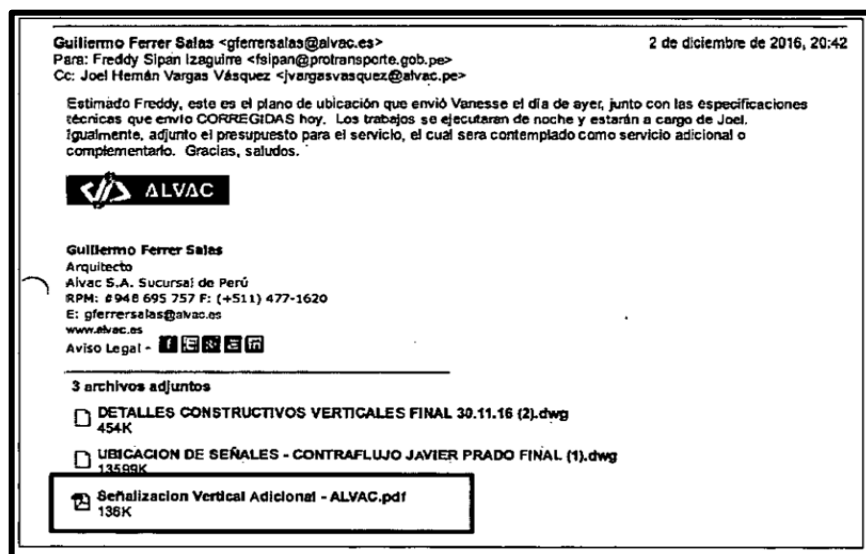 Guillermo Ferrer Salas <gferrersalas@alvac.es>
2 de diciembre de 2016, 20:42
Para: Freddy Sipan Izaguirre <fsipan@protransporte.gob.pe>
Cc: Joel Hernán Vargas Vásquez <jvargasvasquez@alvac.pe>
Estimado Freddy, este es el plano de ubicación que envió Vanesse el día de ayer, junto con las especificaciones
técnicas que envío CORREGIDAS hoy. Los trabajos se ejecutaran de noche y estarán a cargo de Joel.
Igualmente, adjunto el presupuesto para el servicio, el cual sera contemplado como servicio adicional o
complementario. Gracias, saludos.
ALVAC
Guillermo Ferrer Salas
Arquitecto
Alvac S.A. Sucursal de Perú
RPM: #948 695 757 F: (+511) 477-1620
E: gferrersalas@alvac.es
www.alvac.es
Aviso Legal -
3 archivos adjuntos
DETALLES CONSTRUCTIVOS VERTICALES FINAL 30.11.16 (2).dwg
454K
UBICACION DE SEÑALES - CONTRAFLUJO JAVIER PRADO FINAL (1).dwg
13599K
Señalizacion Vertical Adicional - ALVAC.pdf
136K